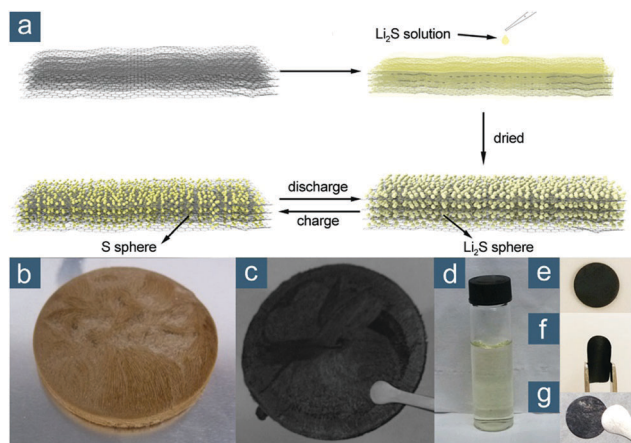 a
Li₂S solution
dried
discharge
charge
S sphere
Li₂S sphere
b
c
d
e
f
g